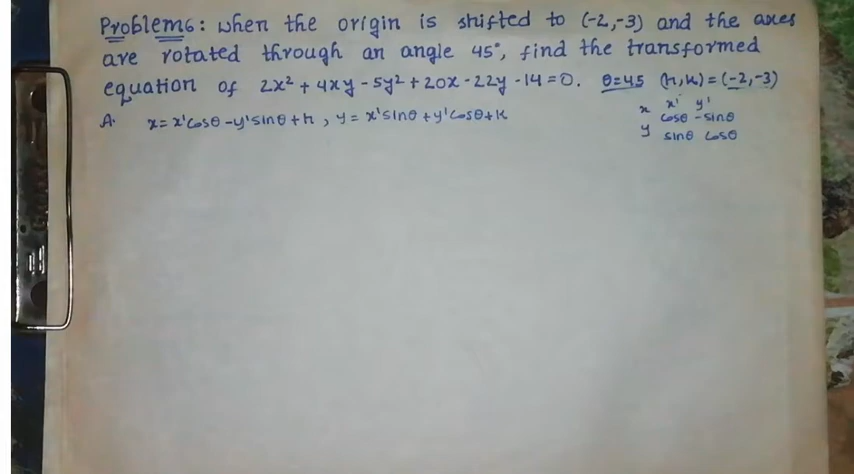 Problem6: When the origin is shifted to (-2,-3) and the axes
are rotated through an angle 45°, find the transformed
equation of 2x² + 4xy - 5y² + 20x - 22y - 14 = 0. θ=45 (h,k) = (-2,-3)
A. x = x'cosθ - y'sinθ + h, y = x'sinθ + y'cosθ + k
x' y'
x cosθ -sinθ
y sinθ cosθ